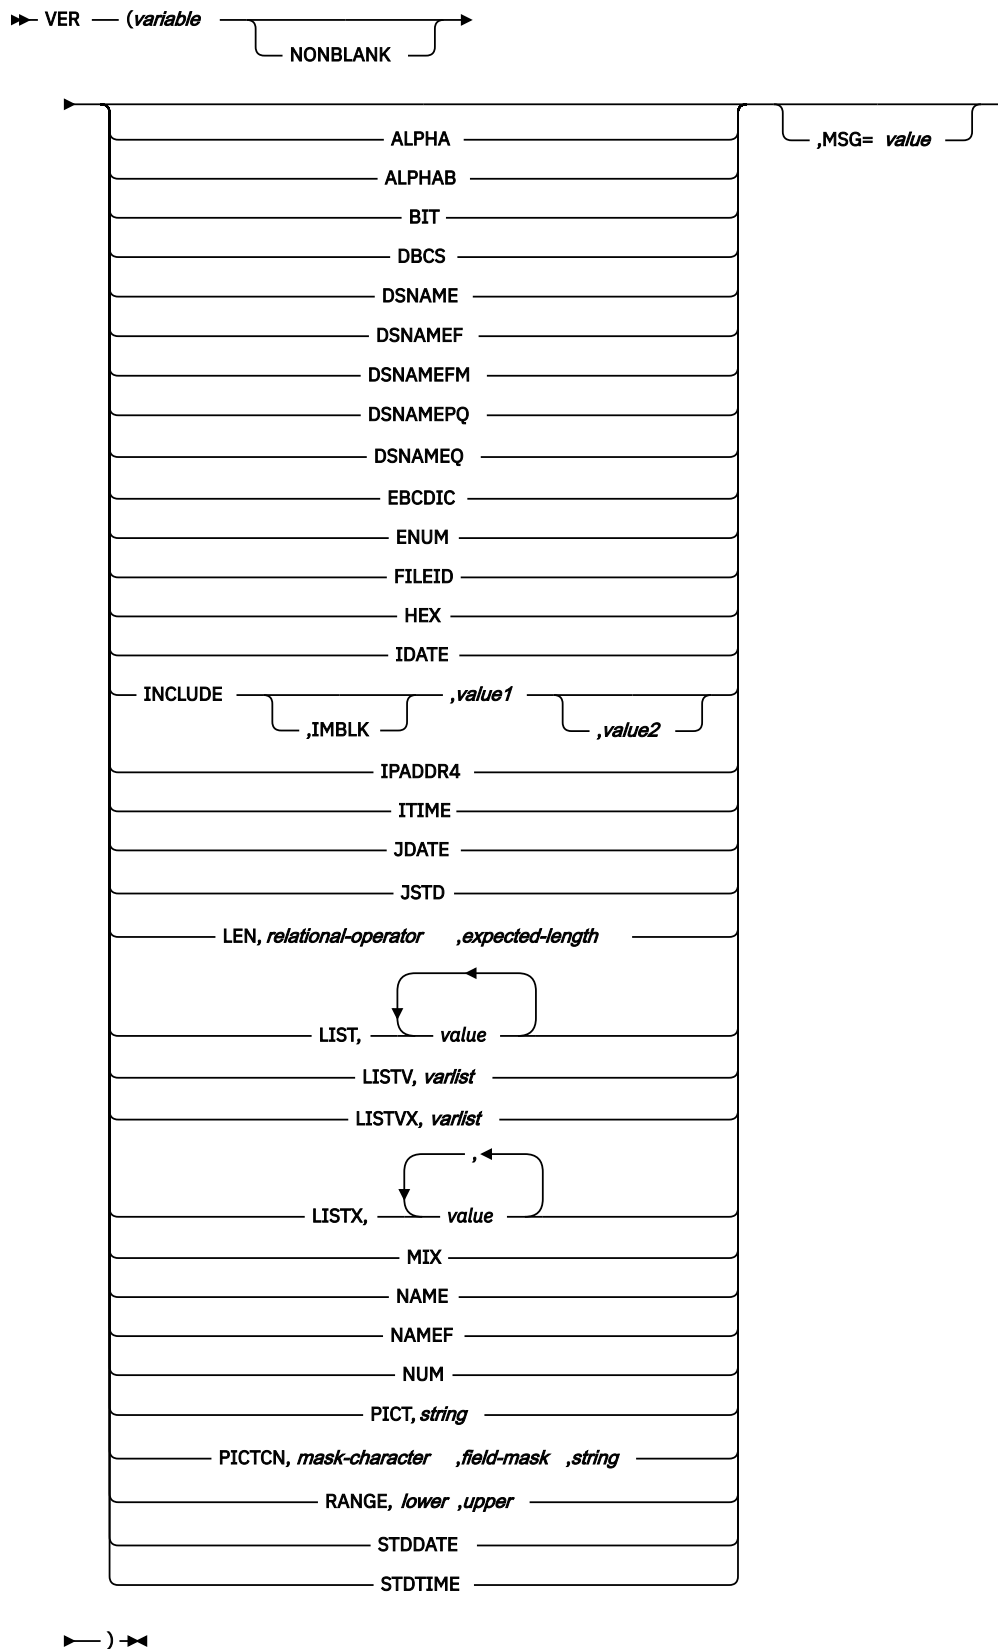 VER (variable
NONBLANK
ALPHA
,MSG= value
ALPHAB
BIT
DBCS
DSNAME
DSNAMEF
DSNAMEFM
DSNAMEPQ
DSNAMEQ
EBCDIC
ENUM
FILEID
HEX
IDATE
INCLUDE ,value1
,IMBLK ,value2
IPADDR4
ITIME
JDATE
JSTD
LEN, relational-operator ,expected-length
LIST, value
LISTV, varlist
LISTVX, varlist
,
LISTX, value
MIX
NAME
NAMEF
NUM
PICT, string
PICTCN, mask-character ,field-mask ,string
RANGE, lower ,upper
STDDATE
STDTIME
)